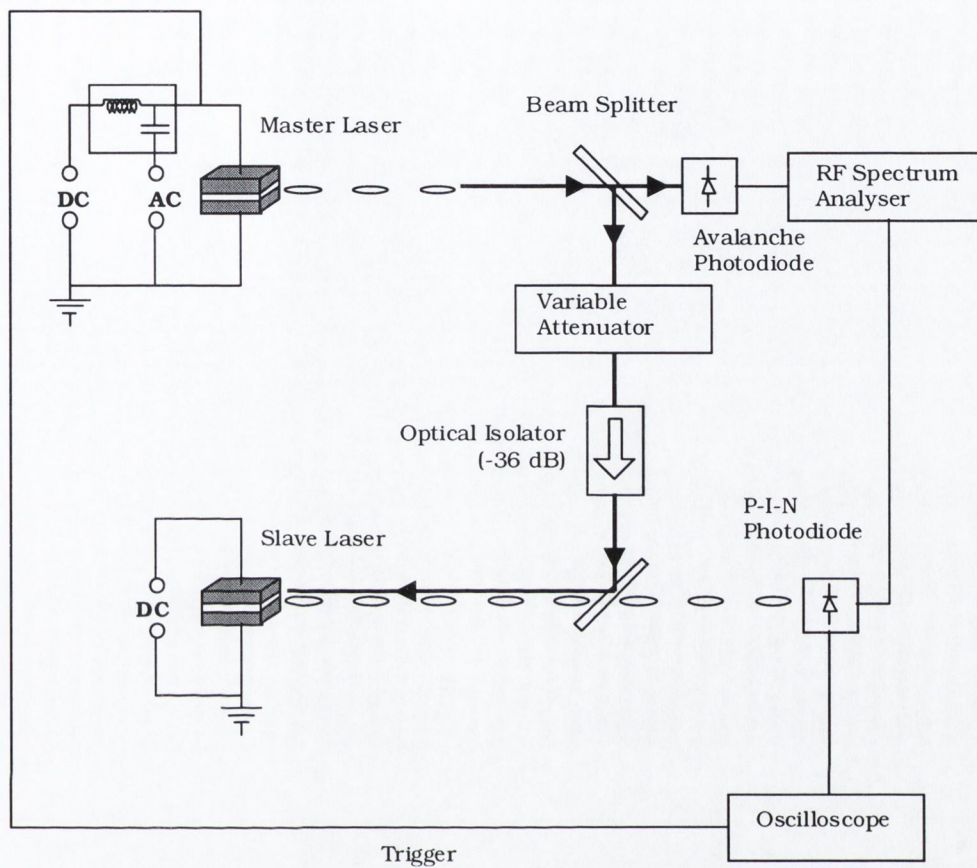 Beam Splitter
Master Laser
RF Spectrum
Analyser
DC
AC
Avalanche
Photodiode
Variable
Attenuator
Optical Isolator
(-36 dB)
P-I-N
Photodiode
Slave Laser
DC
Oscilloscope
Trigger